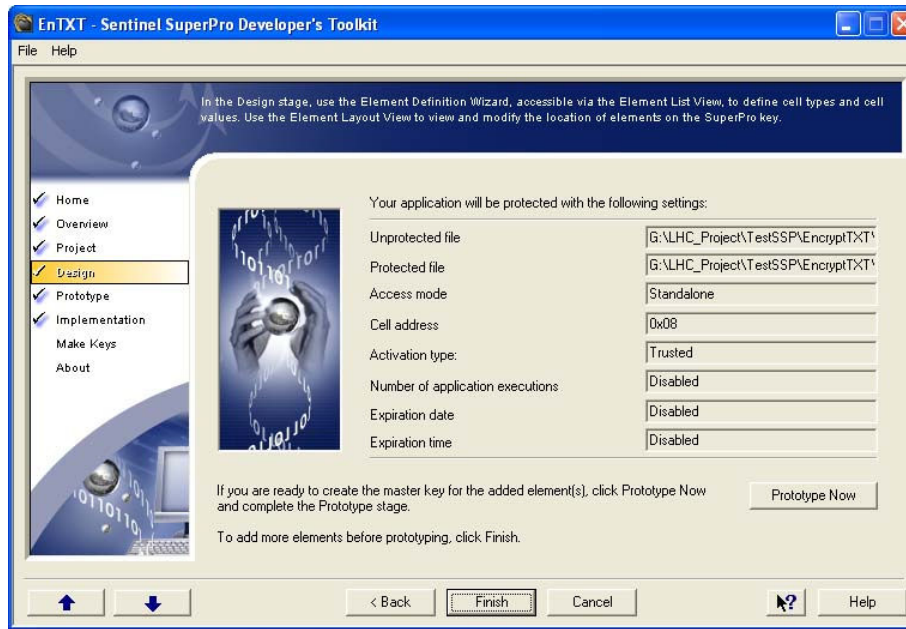 EnTXT - Sentinel SuperPro Developer's Toolkit
File Help
In the Design stage, use the Element Definition Wizard, accessible via the Element List View, to define cell types and cell
values. Use the Element Layout View to view and modify the location of elements on the SuperPro key.
Home
Overview
Project
Design
Prototype
Implementation
Make Keys
About
Your application will be protected with the following settings:
Unprotected file G:\LHC_Project\TestSSP\EncryptTXT\
Protected file G:\LHC_Project\TestSSP\EncryptTXT\
Access mode Standalone
Cell address 0x08
Activation type: Trusted
Number of application executions Disabled
Expiration date Disabled
Expiration time Disabled
If you are ready to create the master key for the added element(s), click Prototype Now
and complete the Prototype stage.
Prototype Now
To add more elements before prototyping, click Finish.
< Back Finish Cancel ? Help